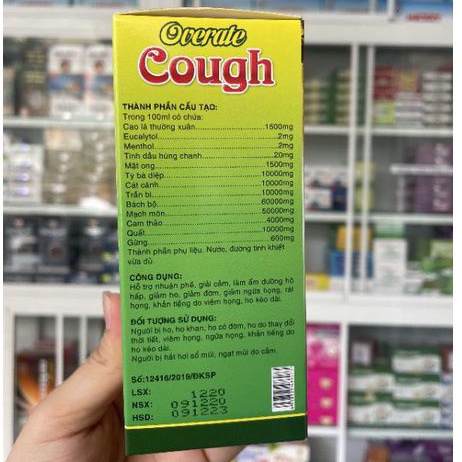 Overate
Cough
THÀNH PHẦN CẤU TẠO:
Trong 100ml có chứa:
Cao lá thường xuân 1500mg
Eucalytol 2mg
Menthol 2mg
Tinh dầu húng chanh 20mg
Mật ong 1500mg
Tỳ bà diệp 10000mg
Cát cánh 10000mg
Trần bì 10000mg
Bách bộ 60000mg
Mạch môn 50000mg
Cam thảo 4000mg
Quất 10000mg
Gừng 600mg
Thành phần phụ liệu: Nước, đường tinh khiết
vừa đủ
CÔNG DỤNG:
Hỗ trợ nhuận phế, giải cảm, làm ấm đường hô
hấp, giảm ho, giảm đờm, giảm ngứa họng, rát
họng, khản tiếng do viêm họng, ho kéo dài.
ĐỐI TƯỢNG SỬ DỤNG:
Người bị ho, ho khan, ho có đờm, ho do thay đổi
thời tiết, viêm họng, ngứa họng, khản tiếng do
ho kéo dài.
Người bị hắt hơi sổ mũi, ngạt mũi do cảm
Số:12416/2019/ĐKSP
LSX: 1220
NSX: 091220
HSD: 091223